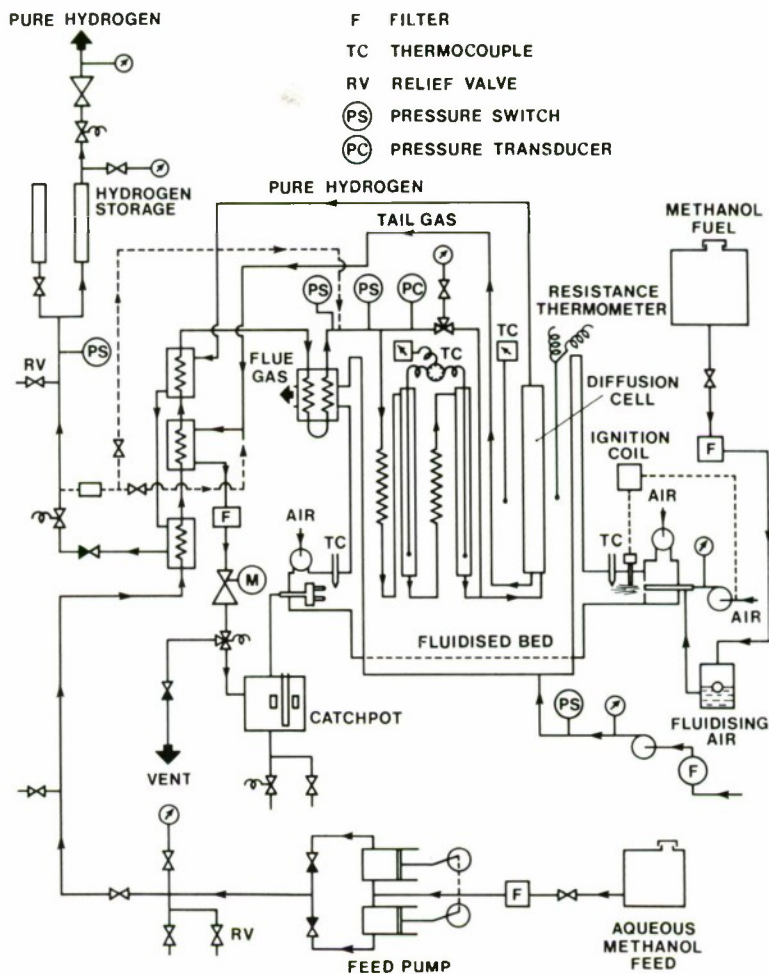 PURE HYDROGEN
F FILTER
TC THERMOCOUPLE
RV RELIEF VALVE
PS PRESSURE SWITCH
PC PRESSURE TRANSDUCER
HYDROGEN
STORAGE
PURE HYDROGEN
TAIL GAS
METHANOL
FUEL
PS
PS
PC
RESISTANCE
THERMOMETER
TC
TC
RV
PS
FLUE
GAS
DIFFUSION
CELL
IGNITION
COIL
F
F
AIR
TC
AIR
TC
M
AIR
FLUIDISED BED
CATCHPOT
PS
FLUIDISING
AIR
F
VENT
RV
F
FEED PUMP
AQUEOUS
METHANOL
FEED